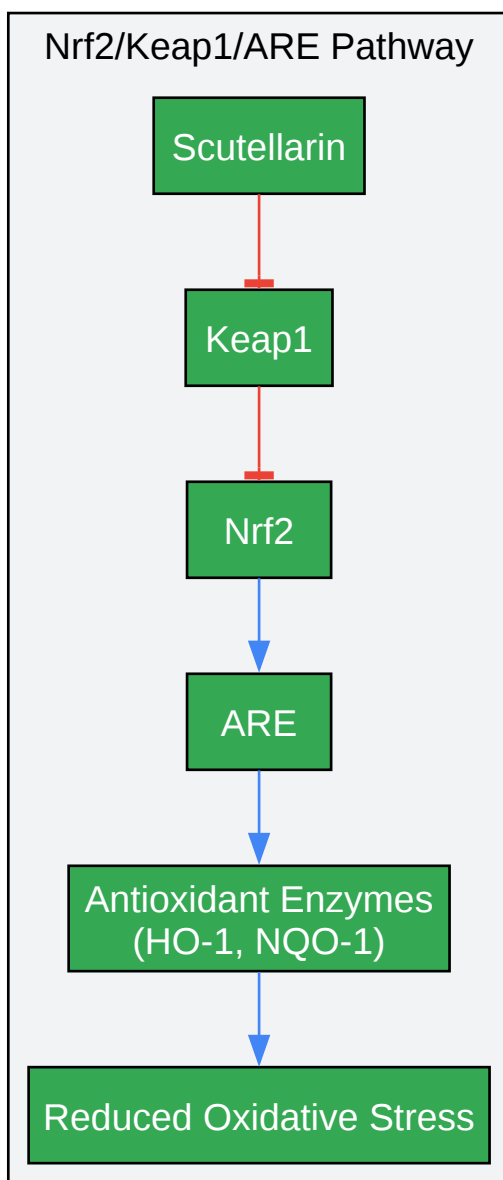 Nrf2/Keap1/ARE Pathway
Scutellarin
Keap1
Nrf2
ARE
Antioxidant Enzymes
(HO-1, NQO-1)
Reduced Oxidative Stress